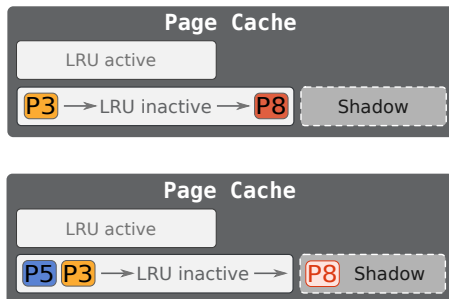 Page Cache
LRU active
P3 LRU inactive P8 Shadow
Page Cache
LRU active
P5 P3 LRU inactive P8 Shadow